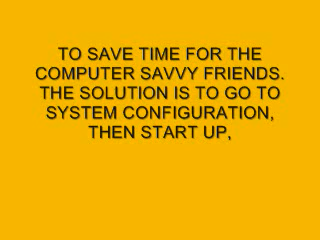 TO SAVE TIME FOR THE
COMPUTER SAVVY FRIENDS.
THE SOLUTION IS TO GO TO
SYSTEM CONFIGURATION,
THEN START UP,